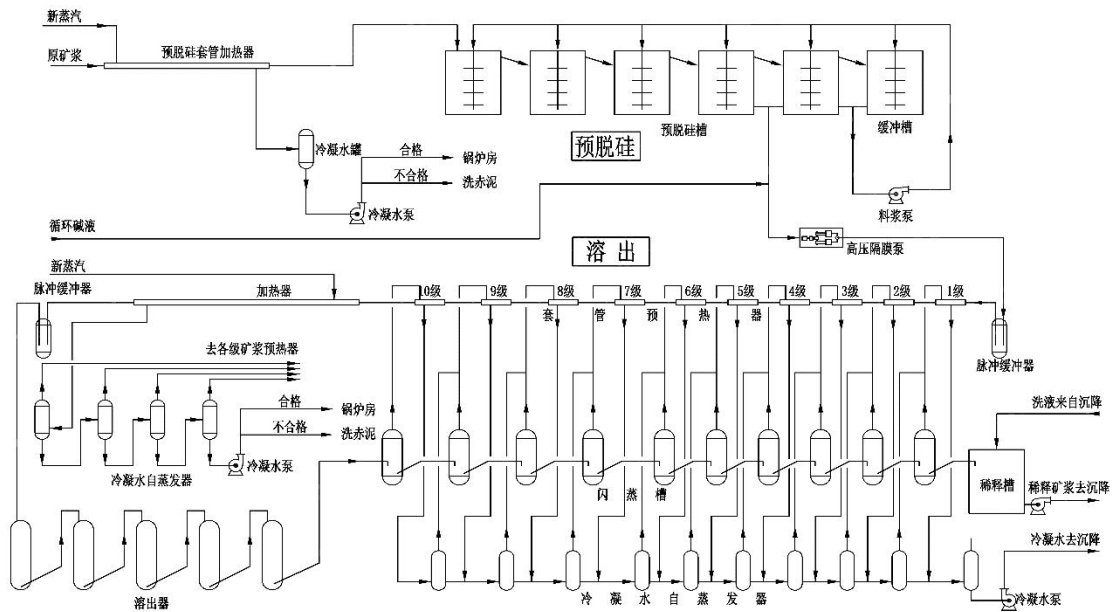 新蒸汽
原矿浆
预脱硅套管加热器
预脱硅槽
缓冲槽
预脱硅
冷凝水罐
合格
锅炉房
不合格
洗赤泥
冷凝水泵
料浆泵
循环碱液
溶出
高压隔膜泵
新蒸汽
脉冲缓冲器
加热器
10级
9级
8级
7级
6级
5级
4级
3级
2级
1级
套管预热器
去各级矿浆预热器
脉冲缓冲器
合格
锅炉房
不合格
洗赤泥
洗液来自沉降
冷凝水泵
冷凝水自蒸发器
闪蒸槽
稀释槽
稀释矿浆去沉降
冷凝水去沉降
溶出器
冷凝水自蒸发器
冷凝水泵